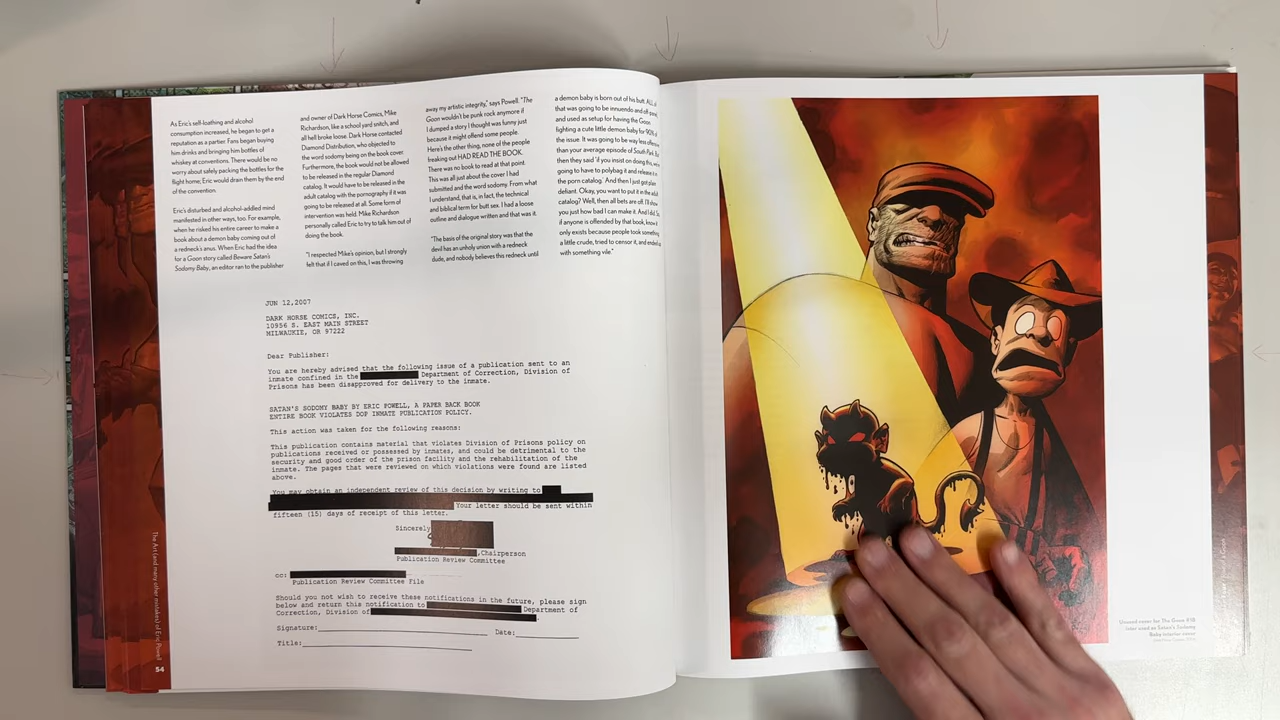 As Eric's self-loathing and alcohol
consumption increased, he began to get a
reputation as a partier. Fans began buying
him drinks and bringing him bottles of
whiskey at conventions. There would be no
worry about safely packing the bottles for the
flight home; Eric would drain them by the end
of the convention.
Eric's disturbed and alcohol-addled mind
manifested in other ways, too. For example,
when he risked his entire career to make a
book about a demon baby coming out of
a redneck's anus. When Eric had the idea
for a Goon story called Beware Satan's
Sodomy Baby, an editor ran to the publisher
and owner of Dark Horse Comics, Mike
Richardson, like a school yard snitch, and
all hell broke loose. Dark Horse contacted
Diamond Distribution, who objected to
the word sodomy being on the book cover.
Furthermore, the book would not be allowed
to be released in the regular Diamond
catalog. It would have to be released in the
adult catalog with the pornography if it was
going to be released at all. Some form of
intervention was held. Mike Richardson
personally called Eric to try to talk him out of
doing the book.
"I respected Mike's opinion, but I strongly
felt that if I caved on this, I was throwing
away my artistic integrity," says Powell. "The
Goon wouldn't be punk rock anymore if
I dumped a story I thought was funny just
because it might offend some people.
Here's the other thing, none of the people
freaking out HAD READ THE BOOK.
There was no book to read at that point.
This was all just about the cover I had
submitted and the word sodomy. From what
I understand, that is, in fact, the technical
and biblical term for butt sex. I had a loose
outline and dialogue written and that was it.
"The basis of the original story was that the
devil has an unholy union with a redneck
dude, and nobody believes this redneck until
a demon baby is born out of his butt. ALL of
that was going to be innuendo and off-panel,
and used as setup for having the Goon
fighting a cute little demon baby for 90% of
the issue. It was going to be way less offensive
than your average episode of South Park. But
then they said 'if you insist on doing this, we're
going to have to polybag it and release it in
the porn catalog.' And then I just got plain
defiant. Okay, you want to put it in the adult
catalog? Well, then all bets are off. I'll show
you just how bad I can make it. And I did. So
if anyone is offended by that book, know it
only exists because people took something
a little crude, tried to censor it, and ended up
with something vile."
JUN 12,2007
DARK HORSE COMICS, INC.
10956 S. EAST MAIN STREET
MILWAUKIE, OR 97222
Dear Publisher:
You are hereby advised that the following issue of a publication sent to an
inmate confined in the Department of Correction, Division of
Prisons has been disapproved for delivery to the inmate.
SATAN'S SODOMY BABY BY ERIC POWELL, A PAPER BACK BOOK
ENTIRE BOOK VIOLATES DOP INMATE PUBLICATION POLICY.
This action was taken for the following reasons:
This publication contains material that violates Division of Prisons policy on
publications received or possessed by inmates, and could be detrimental to the
security and good order of the prison facility and the rehabilitation of the
inmate. The pages that were reviewed on which violations were found are listed
above.
You may obtain an independent review of this decision by writing to
Your letter should be sent within
fifteen (15) days of receipt of this letter.
Sincerely
,Chairperson
Publication Review Committee
cc:
Publication Review Committee File
Should you not wish to receive these notifications in the future, please sign
below and return this notification to Department of
Correction, Division of
Signature: Date:
Title:
The Art (and many other mistakes) of Eric Powell
54
Unused cover for The Goon #18
later used as Satan's Sodomy
Baby interior cover